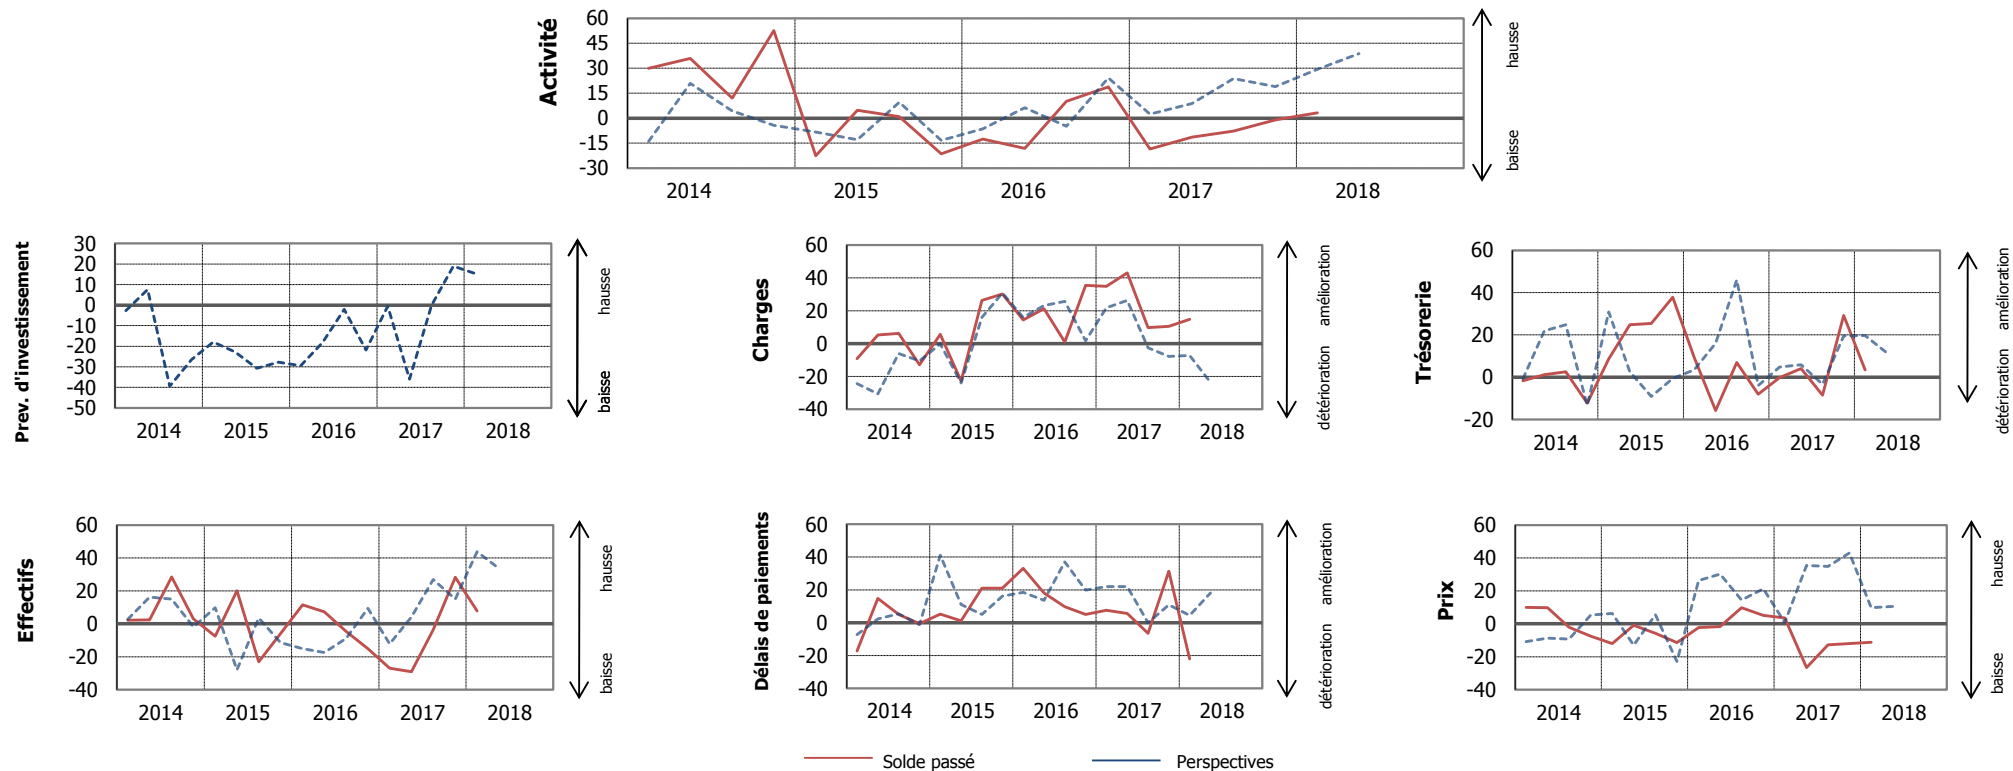 Activité
60
45
30
15
0
-15
-30
2014 2015 2016 2017 2018
hausse
baisse
Prev. d'investissement
30
20
10
0
-10
-20
-30
-40
-50
2014 2015 2016 2017 2018
hausse
baisse
Charges
60
40
20
0
-20
-40
2014 2015 2016 2017 2018
amélioration
détérioration
Trésorerie
60
40
20
0
-20
2014 2015 2016 2017 2018
amélioration
détérioration
Effectifs
60
40
20
0
-20
-40
2014 2015 2016 2017 2018
hausse
baisse
Délais de paiements
60
40
20
0
-20
-40
2014 2015 2016 2017 2018
amélioration
détérioration
Prix
60
40
20
0
-20
-40
2014 2015 2016 2017 2018
hausse
baisse
Solde passé
Perspectives